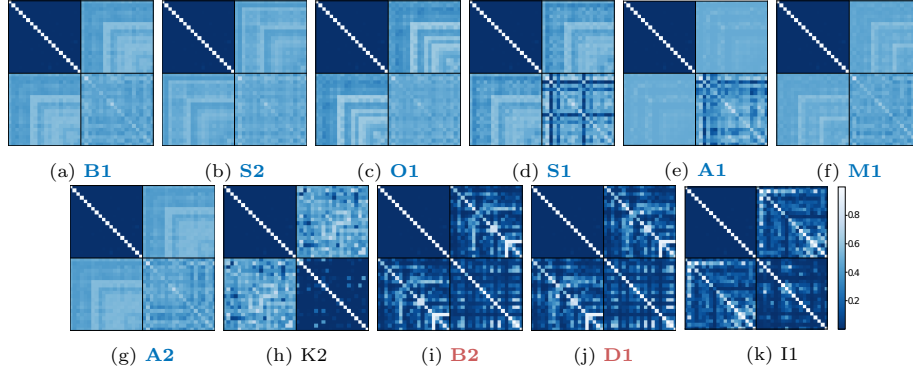 (a) B1 (b) S2 (c) O1 (d) S1 (e) A1 (f) M1
0.8
0.6
0.4
0.2
(g) A2 (h) K2 (i) B2 (j) D1 (k) I1